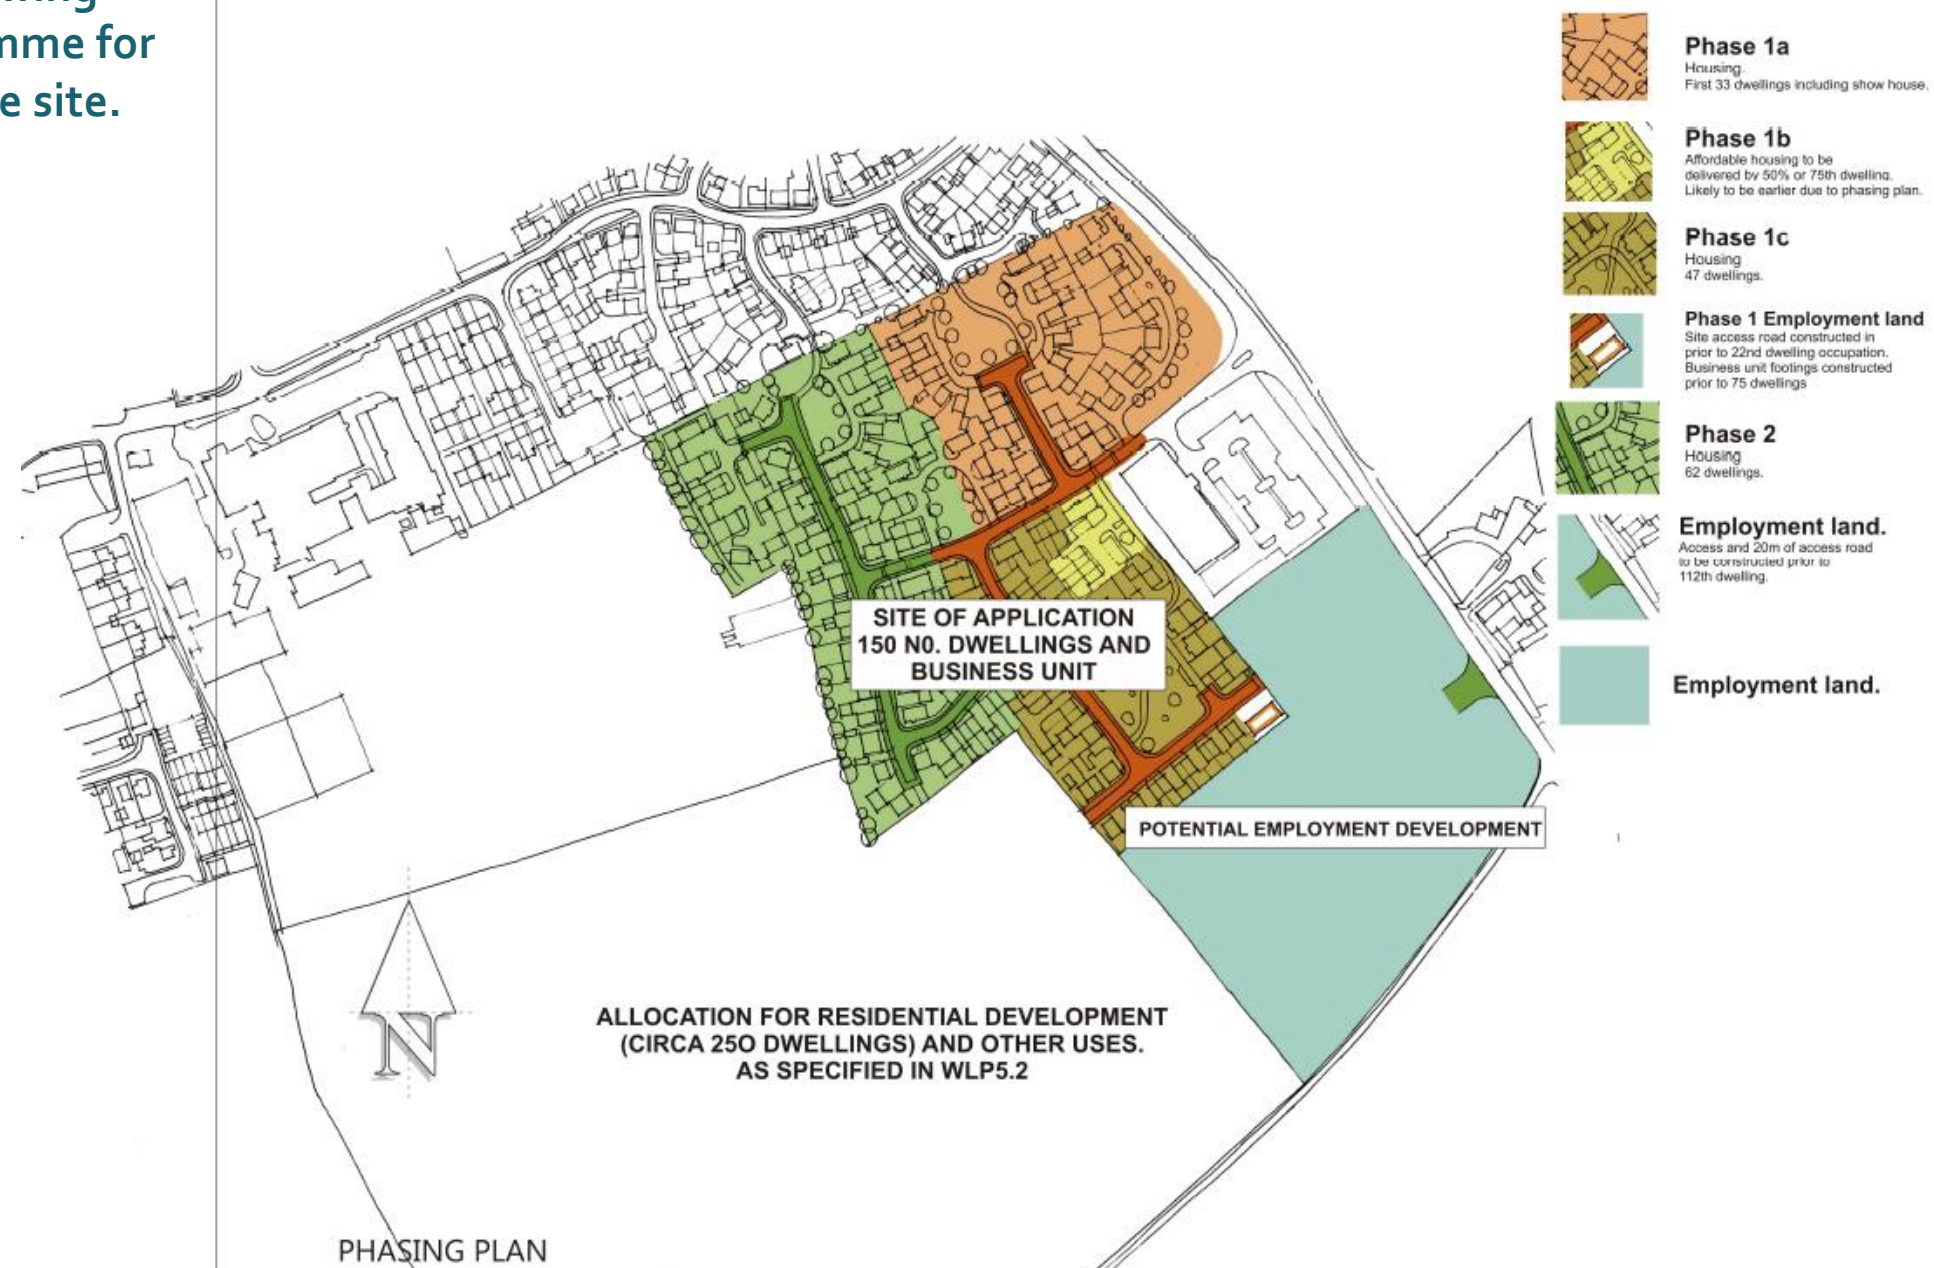 mme for
e site.
Phase 1a
Housing.
First 33 dwellings including show house.
Phase 1b
Affordable housing to be
delivered by 50% or 75th dwelling.
Likely to be earlier due to phasing plan.
Phase 1c
Housing
47 dwellings.
Phase 1 Employment land
Site access road constructed in
prior to 22nd dwelling occupation.
Business unit footings constructed
prior to 75 dwellings
Phase 2
Housing
62 dwellings.
Employment land.
Access and 20m of access road
to be constructed prior to
112th dwelling.
Employment land.
SITE OF APPLICATION
150 N0. DWELLINGS AND
BUSINESS UNIT
POTENTIAL EMPLOYMENT DEVELOPMENT
ALLOCATION FOR RESIDENTIAL DEVELOPMENT
(CIRCA 25O DWELLINGS) AND OTHER USES.
AS SPECIFIED IN WLP5.2
N
PHASING PLAN